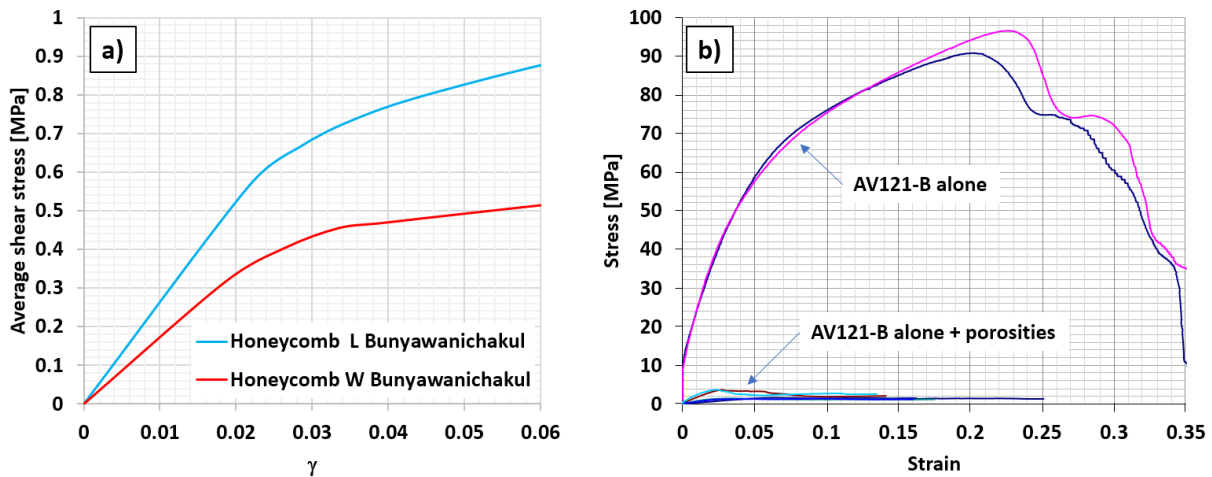 a)
Average shear stress [MPa]
1
0.9
0.8
0.7
0.6
0.5
0.4
0.3
0.2
0.1
0
Honeycomb L Bunyawanichakul
Honeycomb W Bunyawanichakul
0 0.01 0.02 0.03 0.04 0.05 0.06
γ
b)
Stress [MPa]
100
90
80
70
60
50
40
30
20
10
0
AV121-B alone
AV121-B alone + porosities
0 0.05 0.1 0.15 0.2 0.25 0.3 0.35
Strain